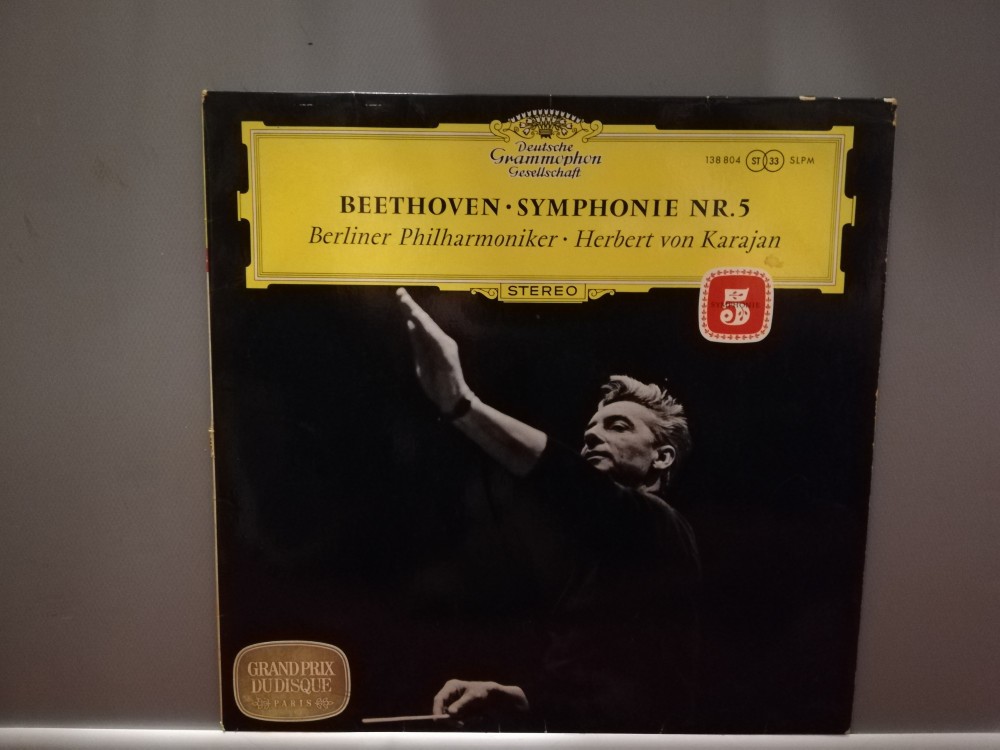 Deutsche
Grammophon
Gesellschaft
138 804 ST 33 SLPM
BEETHOVEN · SYMPHONIE NR. 5
Berliner Philharmoniker · Herbert von Karajan
STEREO
5
GRAND PRIX
DU DISQUE
PARIS